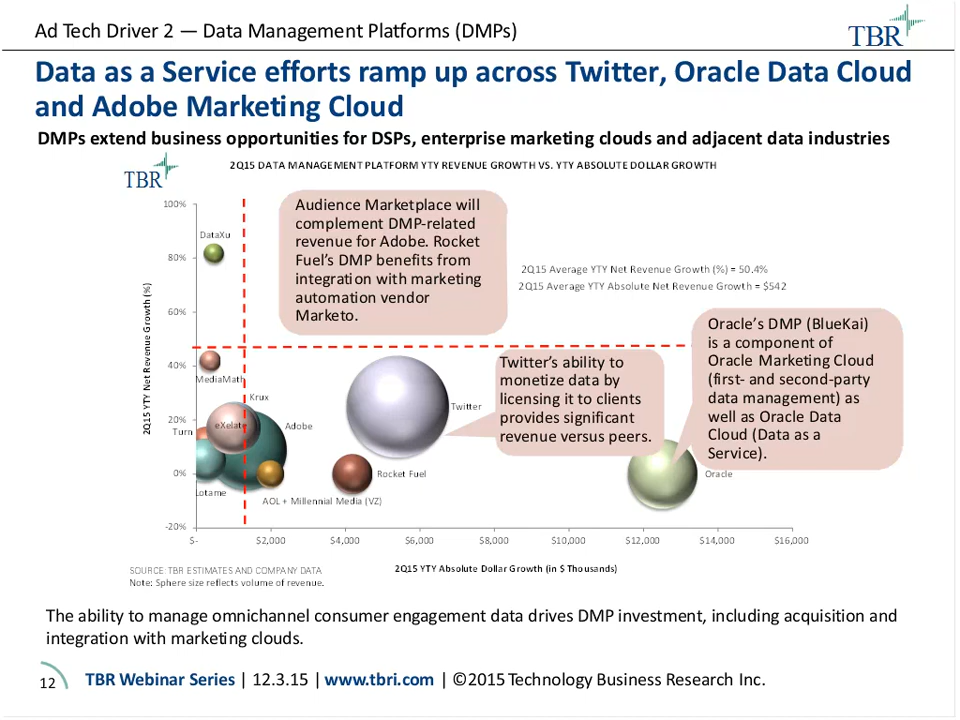 Ad Tech Driver 2 — Data Management Platforms (DMPs)
TBR
Data as a Service efforts ramp up across Twitter, Oracle Data Cloud
and Adobe Marketing Cloud
DMPs extend business opportunities for DSPs, enterprise marketing clouds and adjacent data industries
TBR
2Q15 DATA MANAGEMENT PLATFORM YTY REVENUE GROWTH VS. YTY ABSOLUTE DOLLAR GROWTH
2Q15 YTY Net Revenue Growth (%)
100%
80%
60%
40%
20%
0%
-20%
DataXu
MediaMath
Krux
eXelate
Turn
Adobe
Lotame
AOL + Millennial Media (VZ)
Rocket Fuel
Twitter
Oracle
Audience Marketplace will
complement DMP-related
revenue for Adobe. Rocket
Fuel's DMP benefits from
integration with marketing
automation vendor
Marketo.
2Q15 Average YTY Net Revenue Growth (%) = 50.4%
2Q15 Average YTY Absolute Net Revenue Growth = $542
Twitter's ability to
monetize data by
licensing it to clients
provides significant
revenue versus peers.
Oracle's DMP (BlueKai)
is a component of
Oracle Marketing Cloud
(first- and second-party
data management) as
well as Oracle Data
Cloud (Data as a
Service).
$-
$2,000
$4,000
$6,000
$8,000
$10,000
$12,000
$14,000
$16,000
2Q15 YTY Absolute Dollar Growth (in $ Thousands)
SOURCE: TBR ESTIMATES AND COMPANY DATA
Note: Sphere size reflects volume of revenue.
The ability to manage omnichannel consumer engagement data drives DMP investment, including acquisition and
integration with marketing clouds.
12
TBR Webinar Series | 12.3.15 | www.tbri.com | ©2015 Technology Business Research Inc.